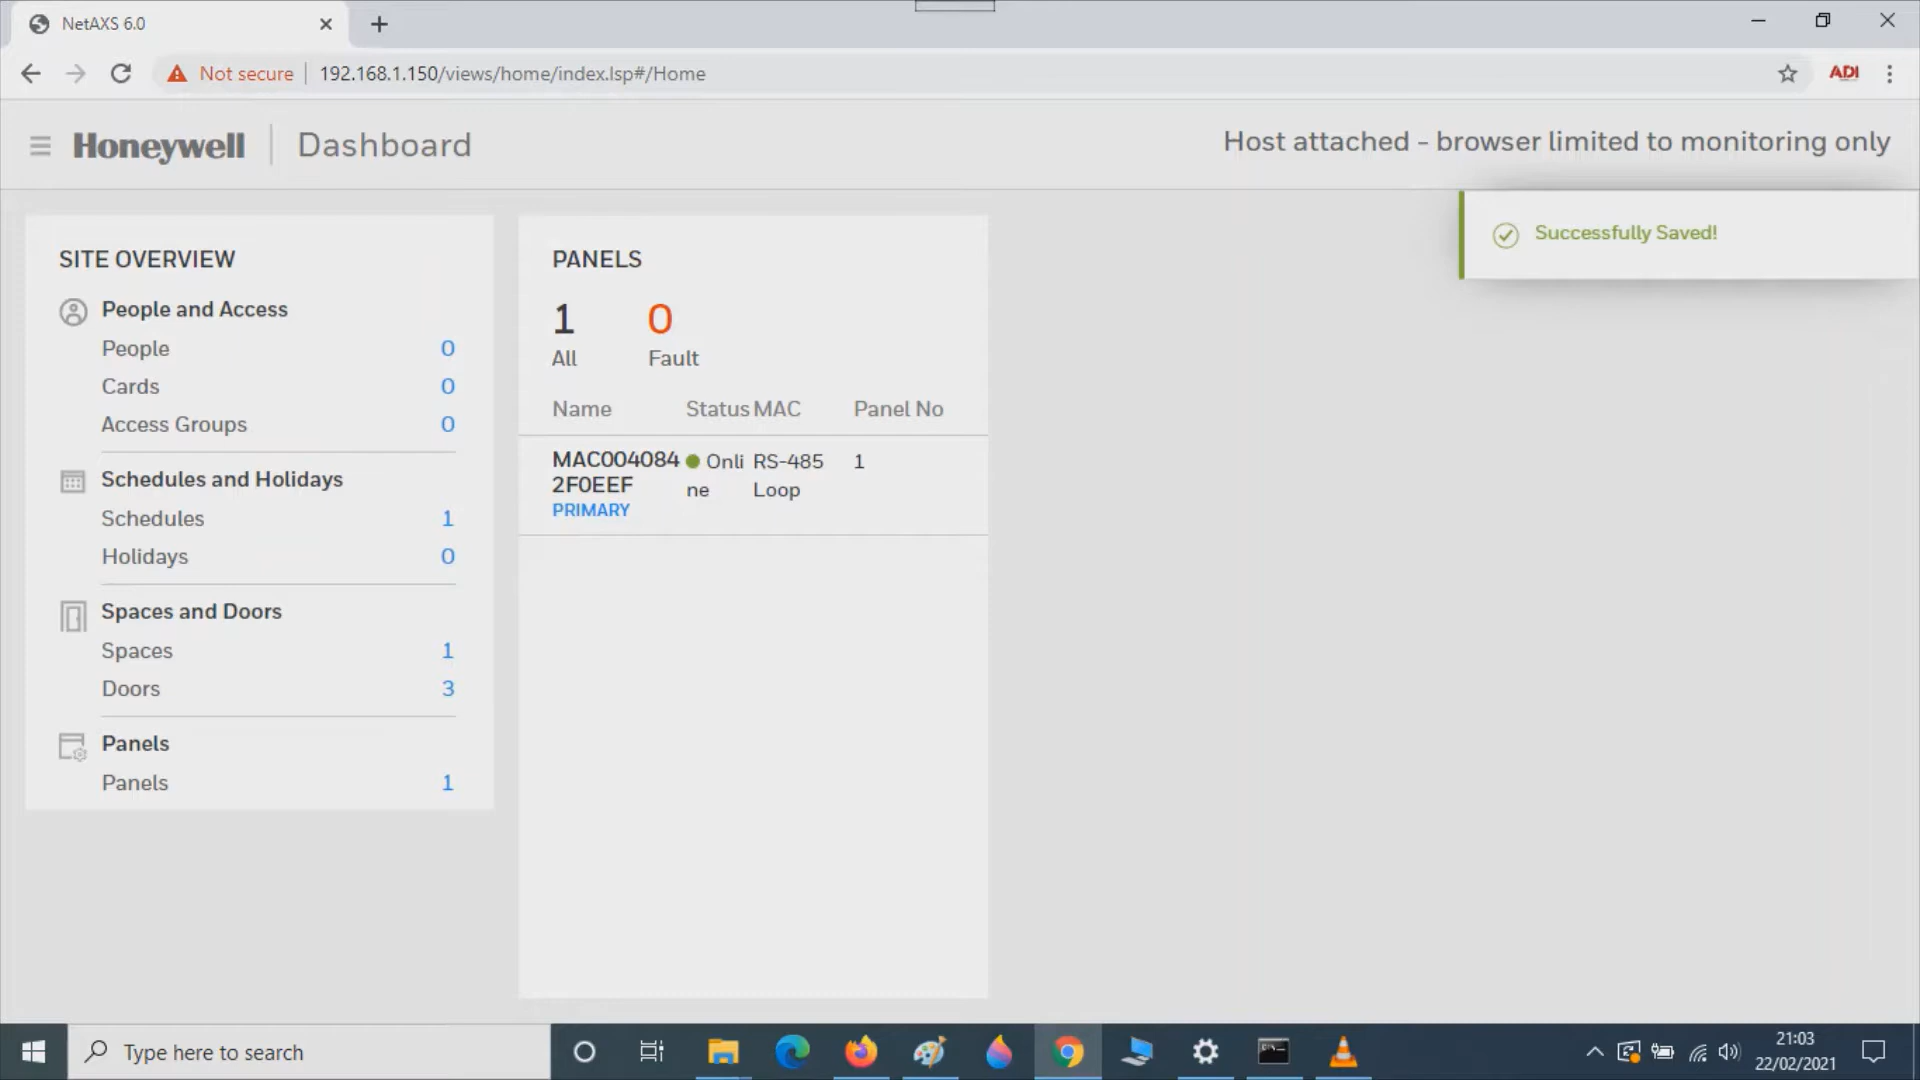 NetAXS 6.0
Not secure 192.168.1.150/views/home/index.lsp#/Home
ADI
Honeywell Dashboard
Host attached - browser limited to monitoring only
Successfully Saved!
SITE OVERVIEW
People and Access
People 0
Cards 0
Access Groups 0
Schedules and Holidays
Schedules 1
Holidays 0
Spaces and Doors
Spaces 1
Doors 3
Panels
Panels 1
PANELS
1 0
All Fault
Name Status MAC Panel No
MAC004084 Onli RS-485 1
2F0EEF ne Loop
PRIMARY
Type here to search
21:03
22/02/2021